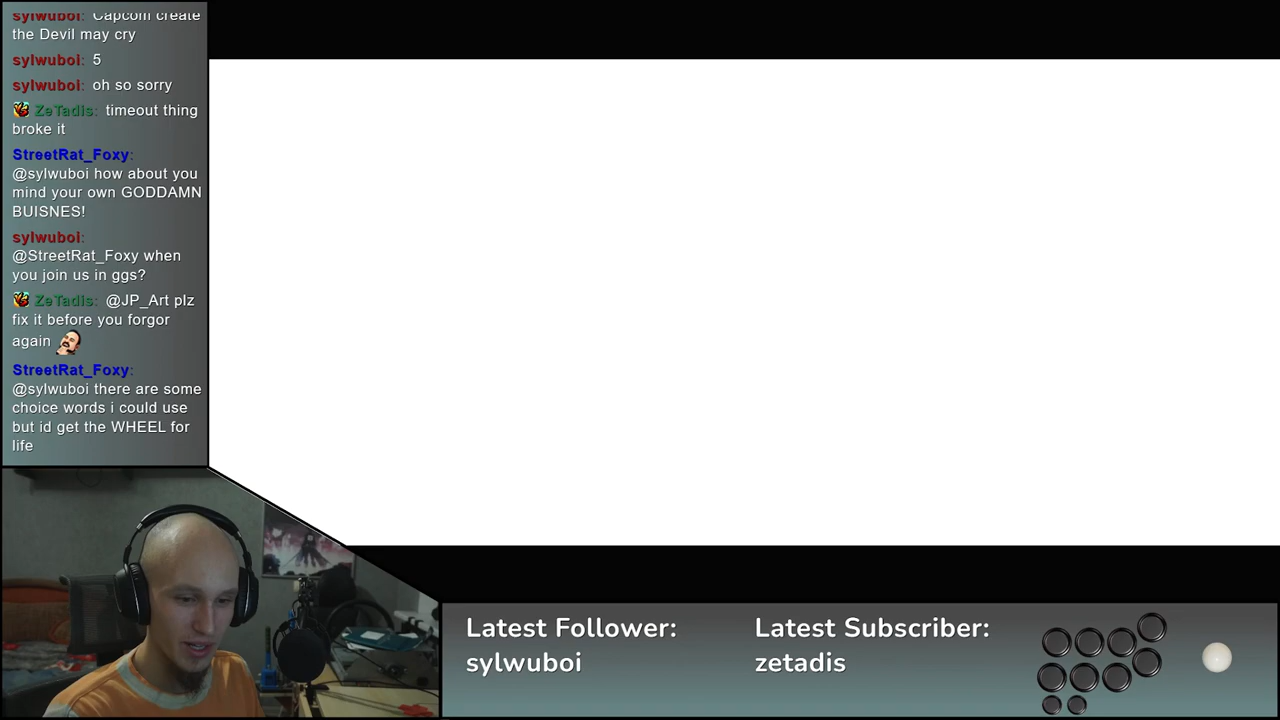 sylwuboi: Capcom create
the Devil may cry
sylwuboi: 5
sylwuboi: oh so sorry
ZeTadis: timeout thing
broke it
StreetRat_Foxy:
@sylwuboi how about you
mind your own GODDAMN
BUISNES!
sylwuboi:
@StreetRat_Foxy when
you join us in ggs?
ZeTadis: @JP_Art plz
fix it before you forgor
again
StreetRat_Foxy:
@sylwuboi there are some
choice words i could use
but id get the WHEEL for
life
Latest Follower:
sylwuboi
Latest Subscriber:
zetadis